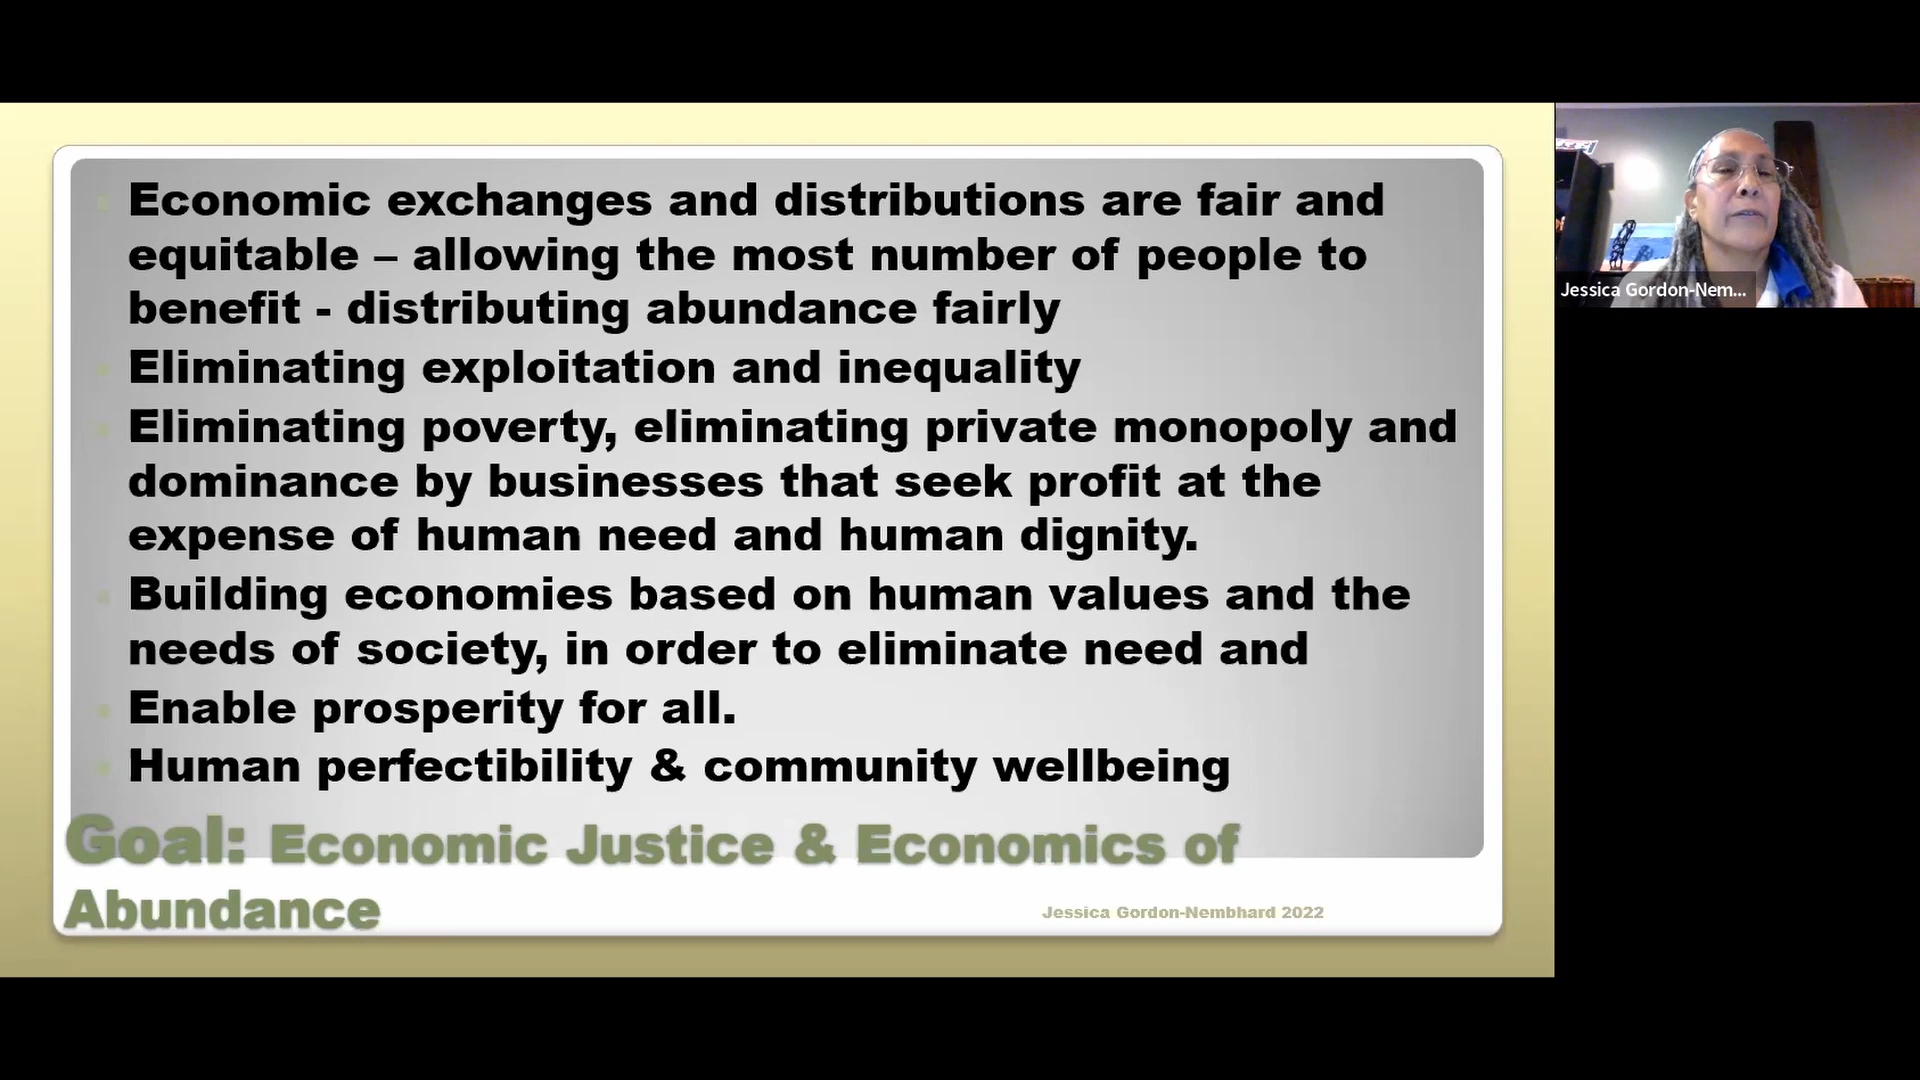 Economic exchanges and distributions are fair and
equitable – allowing the most number of people to
benefit - distributing abundance fairly
Eliminating exploitation and inequality
Eliminating poverty, eliminating private monopoly and
dominance by businesses that seek profit at the
expense of human need and human dignity.
Building economies based on human values and the
needs of society, in order to eliminate need and
Enable prosperity for all.
Human perfectibility & community wellbeing
Goal: Economic Justice & Economics of
Abundance
Jessica Gordon-Nembhard 2022
Jessica Gordon-Nem...